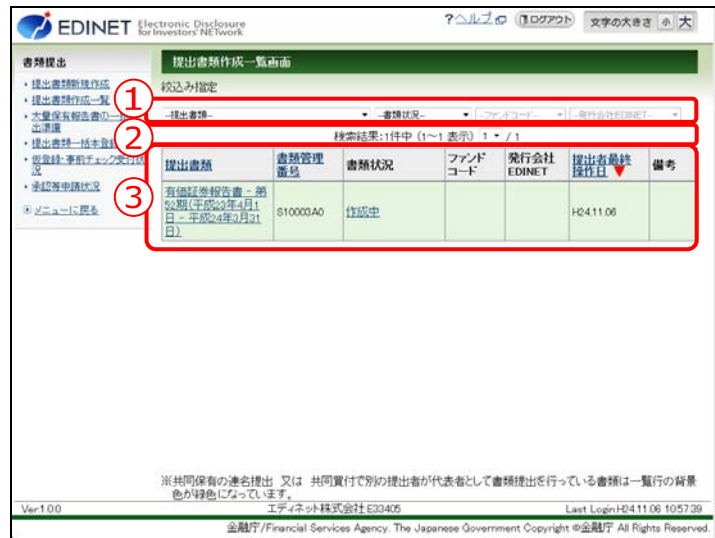 EDINET Electronic Disclosure for Investors' NETwork
?ヘルプ ログアウト 文字の大きさ 小 大
書類提出
・提出書類新規作成
・提出書類作成一覧
・大量保有報告書の一
出準備
・提出書類一括本登録
・仮登録・事前チェック受付状
況
・承認等申請状況
メニューに戻る
提出書類作成一覧画面
絞込み指定
①
--提出書類-- --書類状況-- --ファンドコード-- --発行会社EDINET--
②
検索結果:1件中 (1～1 表示) 1 / 1
③
提出書類 書類管理番号 書類状況 ファンドコード 発行会社EDINET 提出者最終操作日▼ 備考
有価証券報告書 - 第
52期(平成23年4月1
日 - 平成24年3月31
日)
S10003A0 作成中 H24.11.06
※共同保有の連名提出 又は 共同買付で別の提出者が代表者として書類提出を行っている書類は一覧行の背景
色が緑色になっています。
Ver.1.0.0 エディネット株式会社 E33405 Last Login:H24.11.06 10:57:39
金融庁/Financial Services Agency. The Japanese Government Copyright ©金融庁 All Rights Reserved.